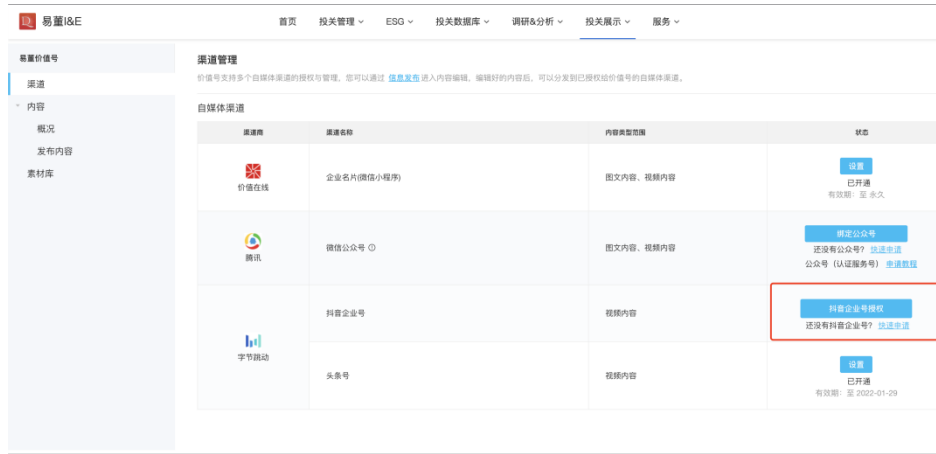 易董I&E
首页 投关管理 ESG 投关数据库 调研&分析 投关展示 服务
易董价值号
渠道
内容
概况
发布内容
素材库
渠道管理
价值号支持多个自媒体渠道的授权与管理，您可以通过 信息发布 进入内容编辑，编辑好的内容后，可以分发到已授权给价值号的自媒体渠道。
自媒体渠道
渠道商 渠道名称 内容类型范围 状态
价值在线
企业名片(微信小程序)
图文内容、视频内容
设置
已开通
有效期：至 永久
腾讯
微信公众号
图文内容、视频内容
绑定公众号
还没有公众号？ 快速申请
公众号（认证服务号） 申请教程
字节跳动
抖音企业号
视频内容
抖音企业号授权
还没有抖音企业号？ 快速申请
头条号
视频内容
设置
已开通
有效期：至 2022-01-29